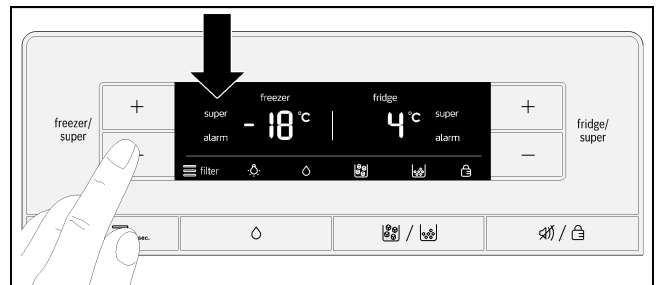 freezer
fridge
super
-18 °C
4 °C
super
alarm
alarm
filter
freezer/
super
+
−
+
−
fridge/
super
sec.
/
/